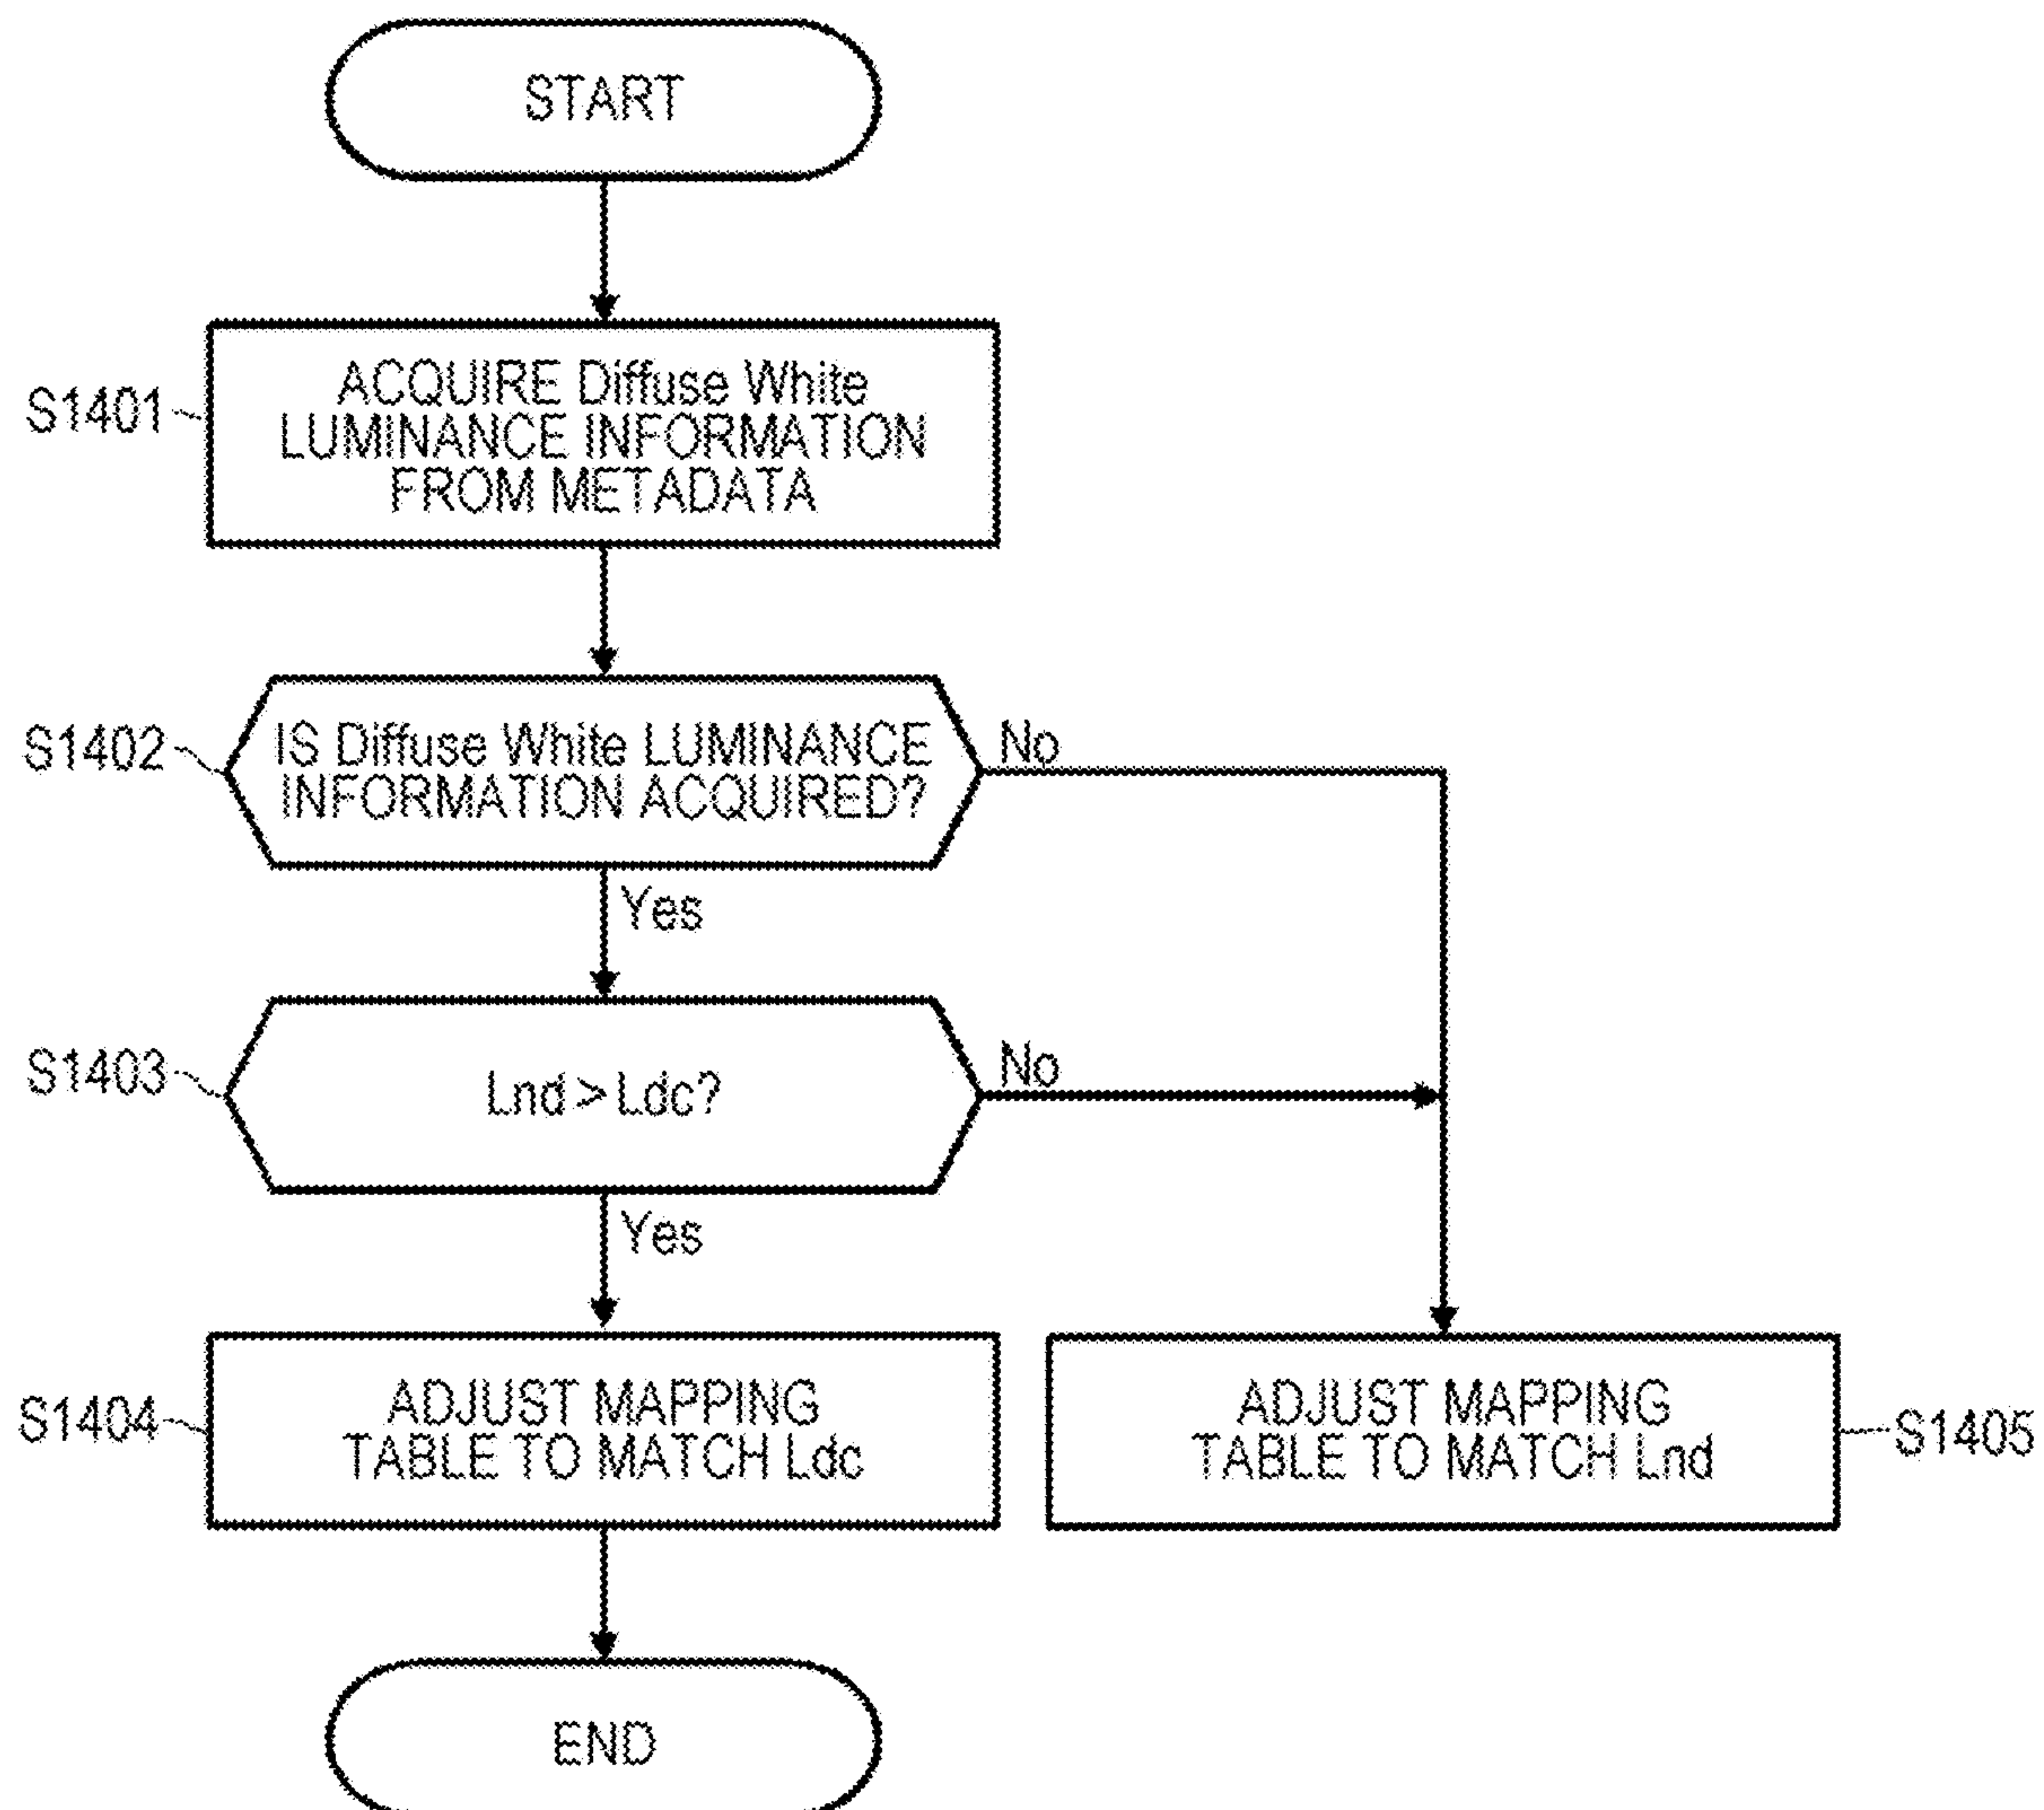 START
S1401
ACQUIRE Diffuse White
LUMINANCE INFORMATION
FROM METADATA
S1402
IS Diffuse White LUMINANCE
INFORMATION ACQUIRED?
No
Yes
S1403
Lnd > Ldc?
No
Yes
S1404
ADJUST MAPPING
TABLE TO MATCH Ldc
ADJUST MAPPING
TABLE TO MATCH Lnd
S1405
END